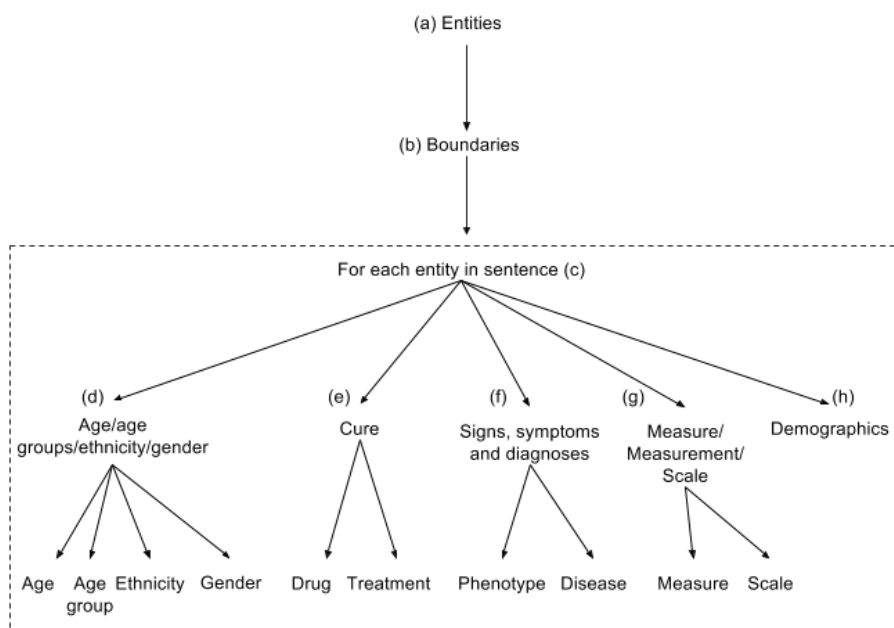 (a) Entities
(b) Boundaries
For each entity in sentence (c)
(d)
Age/age
groups/ethnicity/gender
(e)
Cure
(f)
Signs, symptoms
and diagnoses
(g)
Measure/
Measurement/
Scale
(h)
Demographics
Age
Age
group
Ethnicity
Gender
Drug
Treatment
Phenotype
Disease
Measure
Scale